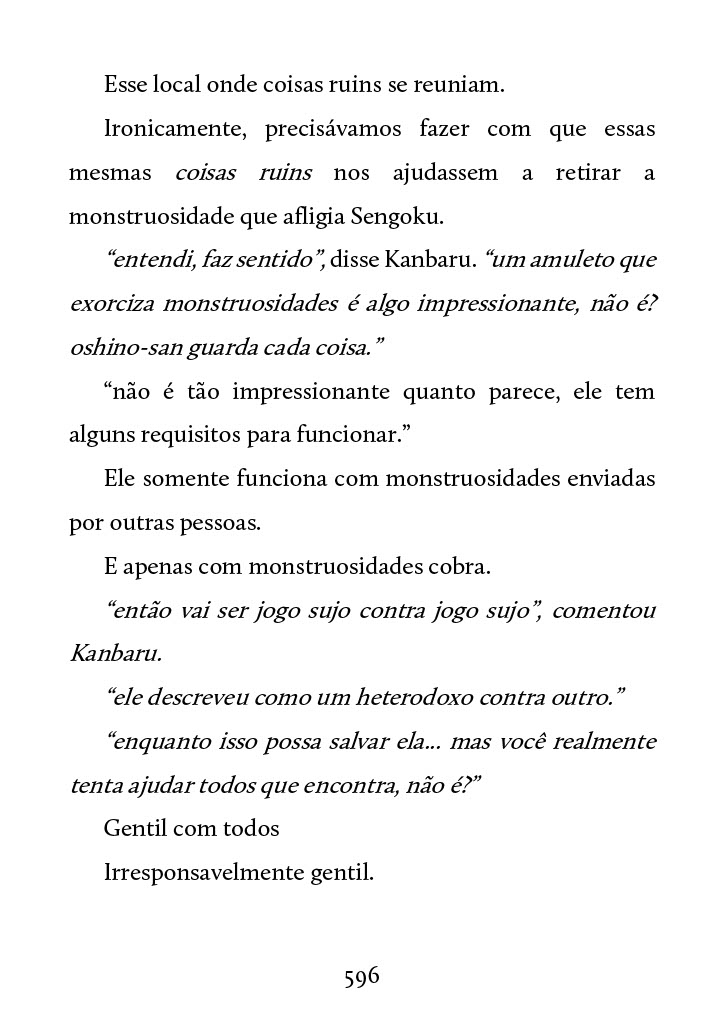 Esse local onde coisas ruins se reuniam.
Ironicamente, precisávamos fazer com que essas
mesmas coisas ruins nos ajudassem a retirar a
monstruosidade que afligia Sengoku.
“entendi, faz sentido”, disse Kanbaru. “um amuleto que
exorciza monstruosidades é algo impressionante, não é?
oshino-san guarda cada coisa.”
“não é tão impressionante quanto parece, ele tem
alguns requisitos para funcionar.”
Ele somente funciona com monstruosidades enviadas
por outras pessoas.
E apenas com monstruosidades cobra.
“então vai ser jogo sujo contra jogo sujo”, comentou
Kanbaru.
“ele descreveu como um heterodoxo contra outro.”
“enquanto isso possa salvar ela... mas você realmente
tenta ajudar todos que encontra, não é?”
Gentil com todos
Irresponsavelmente gentil.
596